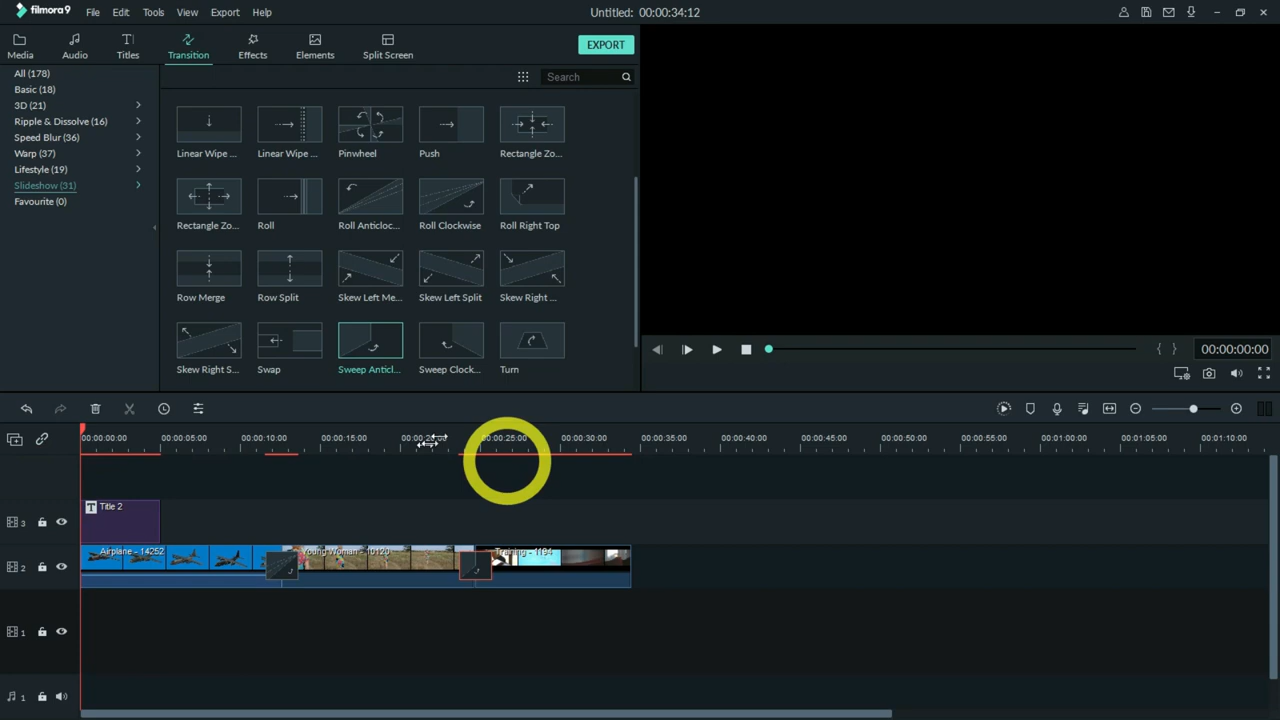 filmora9 File Edit Tools View Export Help Untitled: 00:00:34:12
Media Audio Titles Transition Effects Elements Split Screen EXPORT
All (178)
Basic (18)
3D (21)
Ripple & Dissolve (16)
Speed Blur (36)
Warp (37)
Lifestyle (19)
Slideshow (31)
Favourite (0)
Search
Linear Wipe ... Linear Wipe ... Pinwheel Push Rectangle Zo...
Rectangle Zo... Roll Roll Anticloc... Roll Clockwise Roll Right Top
Row Merge Row Split Skew Left Me... Skew Left Split Skew Right ...
Skew Right S... Swap Sweep Anticl... Sweep Clock... Turn
00:00:00:00
00:00:00:00 00:00:05:00 00:00:10:00 00:00:15:00 00:00:25:00 00:00:30:00 00:00:35:00 00:00:40:00 00:00:45:00 00:00:50:00 00:00:55:00 00:01:00:00 00:01:05:00 00:01:10:00
3 T Title 2
2 Airplane - 14252 Young Woman - 10120 Training - 1194
1
1